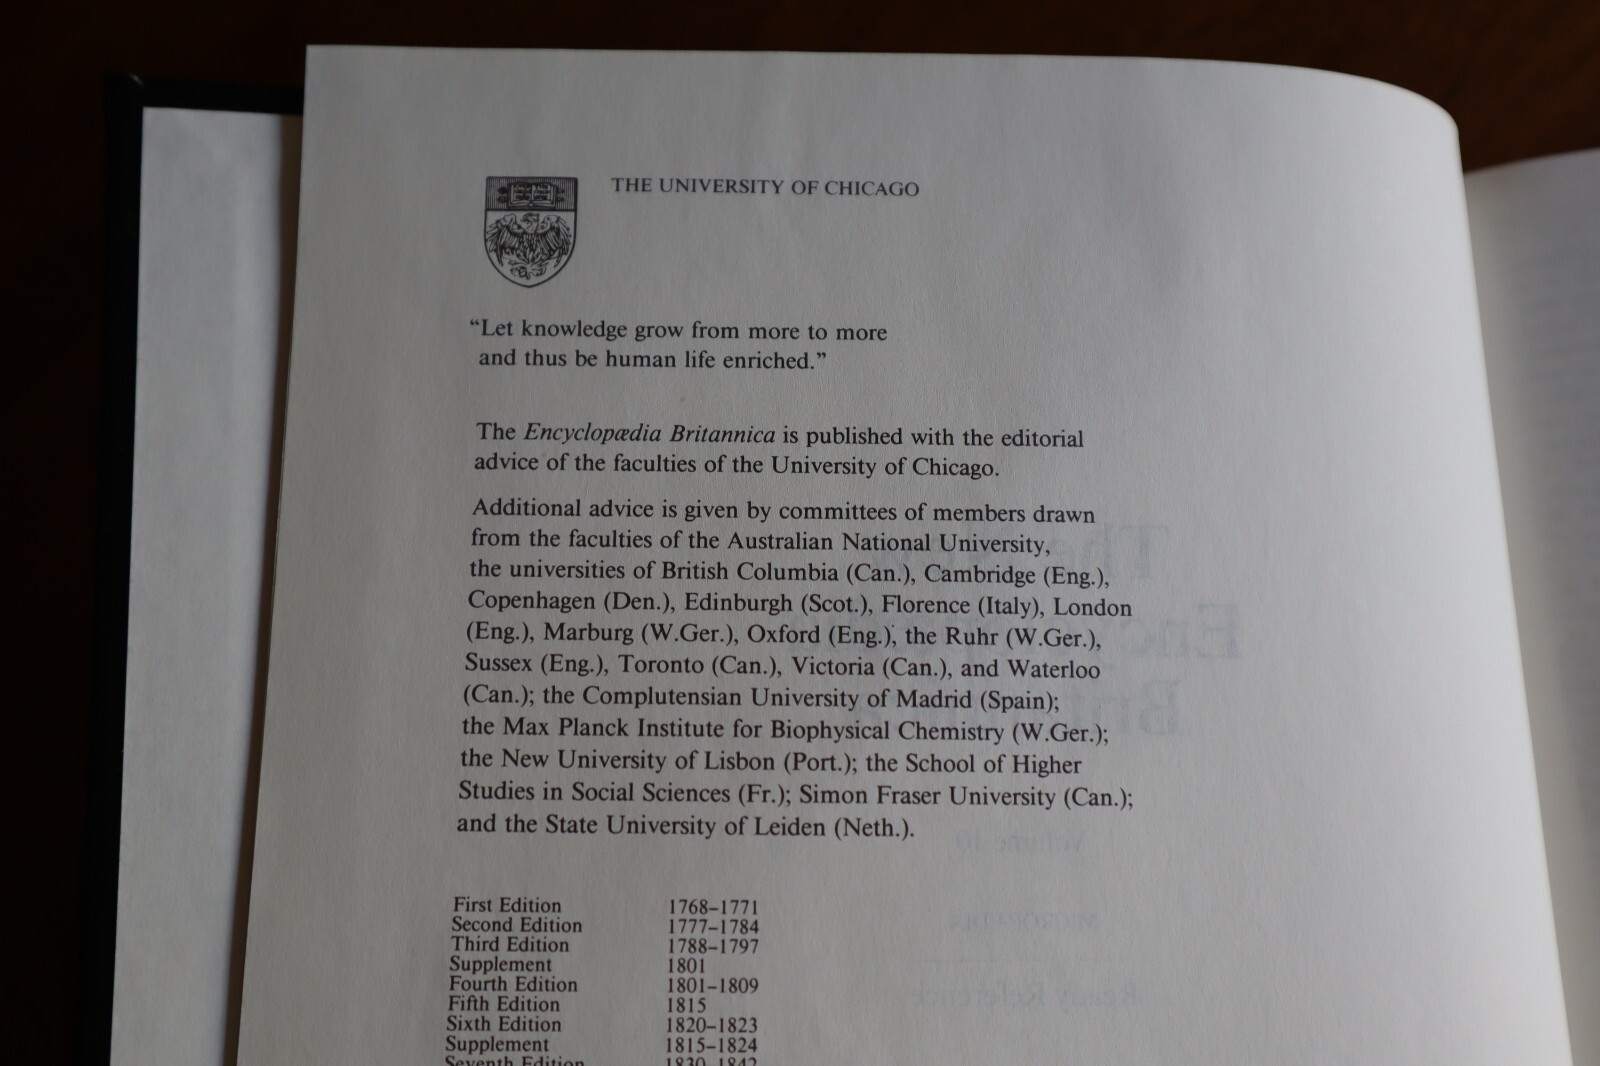 THE UNIVERSITY OF CHICAGO
“Let knowledge grow from more to more
and thus be human life enriched.”
The Encyclopædia Britannica is published with the editorial
advice of the faculties of the University of Chicago.
Additional advice is given by committees of members drawn
from the faculties of the Australian National University,
the universities of British Columbia (Can.), Cambridge (Eng.),
Copenhagen (Den.), Edinburgh (Scot.), Florence (Italy), London
(Eng.), Marburg (W.Ger.), Oxford (Eng.), the Ruhr (W.Ger.),
Sussex (Eng.), Toronto (Can.), Victoria (Can.), and Waterloo
(Can.); the Complutensian University of Madrid (Spain);
the Max Planck Institute for Biophysical Chemistry (W.Ger.);
the New University of Lisbon (Port.); the School of Higher
Studies in Social Sciences (Fr.); Simon Fraser University (Can.);
and the State University of Leiden (Neth.).
First Edition 1768–1771
Second Edition 1777–1784
Third Edition 1788–1797
Supplement 1801
Fourth Edition 1801–1809
Fifth Edition 1815
Sixth Edition 1820–1823
Supplement 1815–1824
Seventh Edition 1830–1842